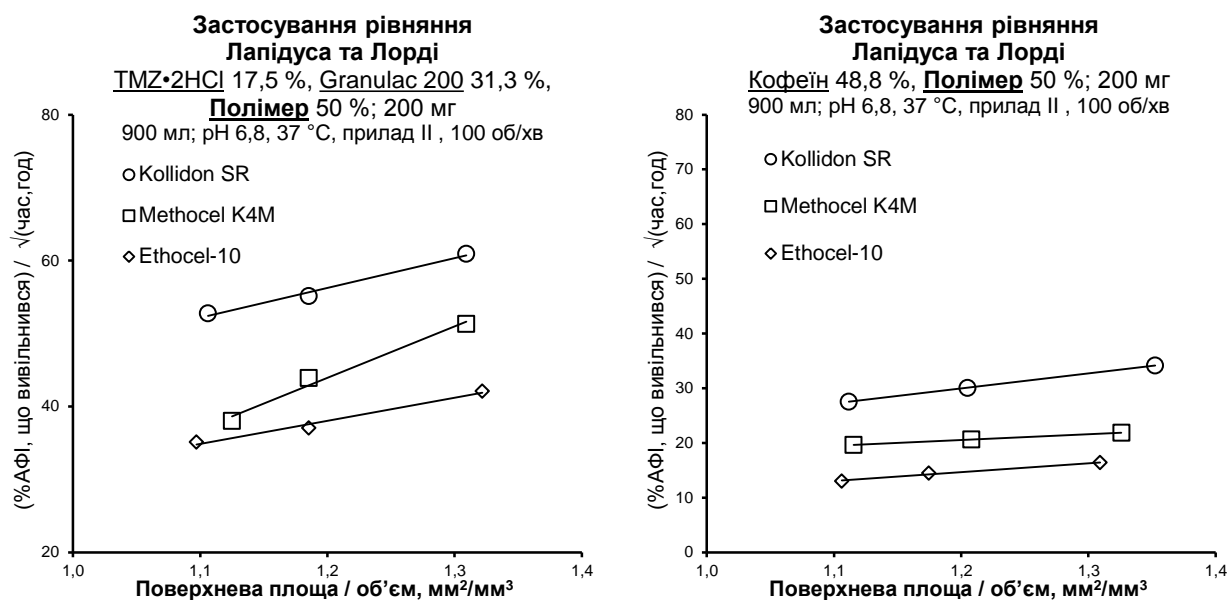 Застосування рівняння
Лапідуса та Лорді
TMZ•2HCl 17,5 %, Granulac 200 31,3 %,
Полімер 50 %; 200 мг
900 мл; pH 6,8, 37 °C, прилад II , 100 об/хв
(%АФІ, що вивільнився) / √(час,год)
80
60
40
20
Kollidon SR
Methocel K4M
Ethocel-10
1,0
1,1
1,2
1,3
1,4
Поверхнева площа / об'єм, мм²/мм³
Застосування рівняння
Лапідуса та Лорді
Кофеїн 48,8 %, Полімер 50 %; 200 мг
900 мл; pH 6,8, 37 °C, прилад II , 100 об/хв
(%АФІ, що вивільнився) / √(час,год)
80
70
60
50
40
30
20
10
0
Kollidon SR
Methocel K4M
Ethocel-10
1,0
1,1
1,2
1,3
1,4
Поверхнева площа / об'єм, мм²/мм³